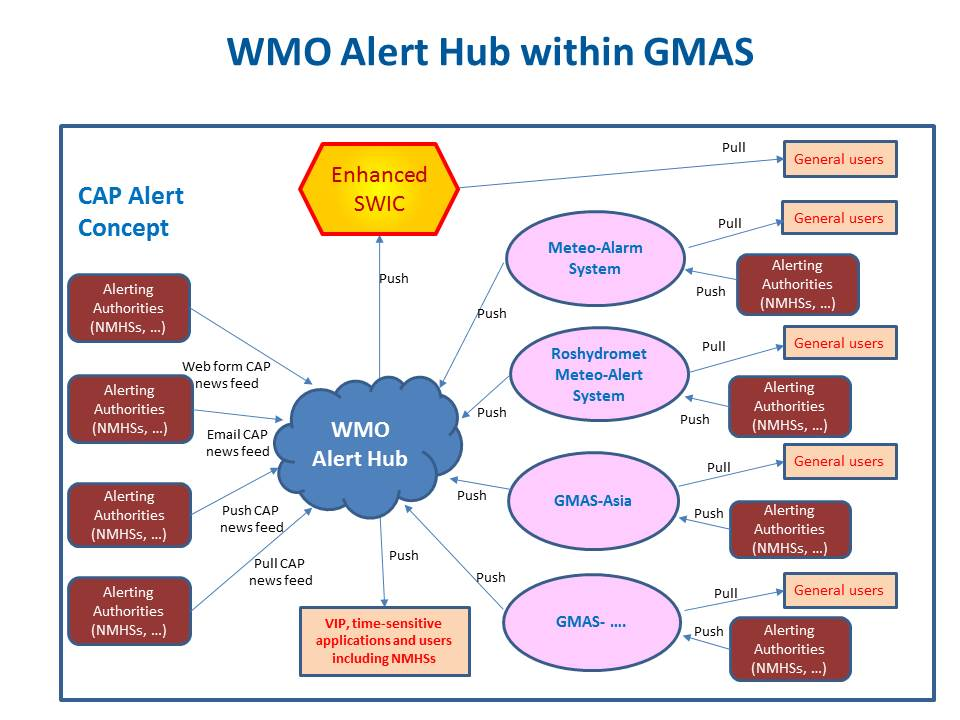 WMO Alert Hub within GMAS
CAP Alert
Concept
Enhanced
SWIC
Pull
General users
Alerting
Authorities
(NMHSs, …)
Web form CAP
news feed
Alerting
Authorities
(NMHSs, …)
Email CAP
news feed
Alerting
Authorities
(NMHSs, …)
Push CAP
news feed
Alerting
Authorities
(NMHSs, …)
Pull CAP
news feed
Push
WMO
Alert Hub
Push
VIP, time-sensitive
applications and users
including NMHSs
Meteo-Alarm
System
Push
Pull
General users
Push
Alerting
Authorities
(NMHSs, …)
Roshydromet
Meteo-Alert
System
Push
Pull
General users
Push
Alerting
Authorities
(NMHSs, …)
GMAS-Asia
Push
Pull
General users
Push
Alerting
Authorities
(NMHSs, …)
GMAS- ….
Push
Pull
General users
Push
Alerting
Authorities
(NMHSs, …)